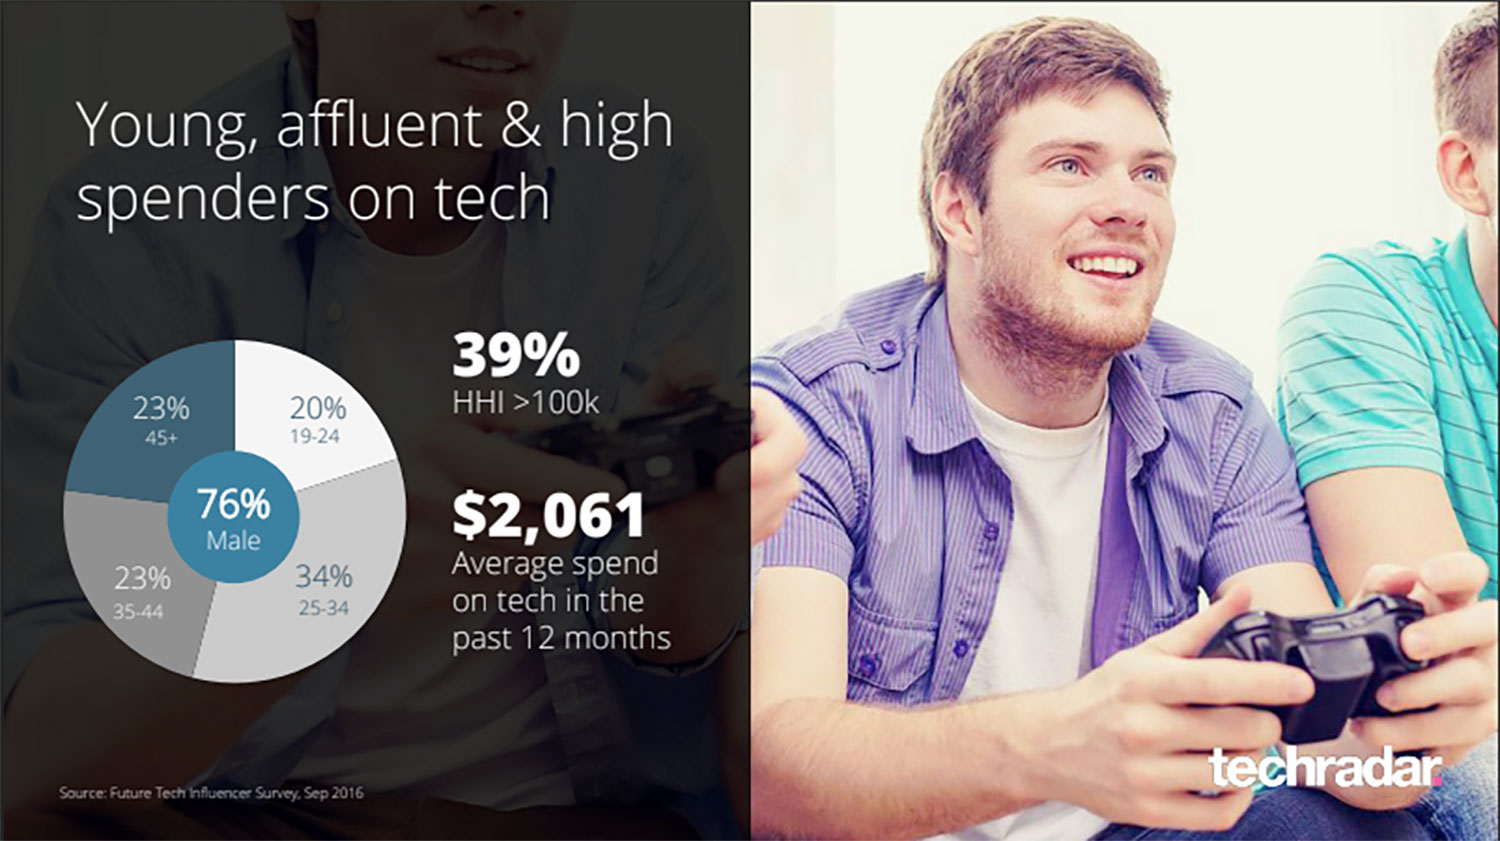 Young, affluent & high
spenders on tech
23%
45+
20%
19-24
76%
Male
23%
35-44
34%
25-34
39%
HHI >100k
$2,061
Average spend
on tech in the
past 12 months
Source: Future Tech Influencer Survey, Sep 2016
techradar.